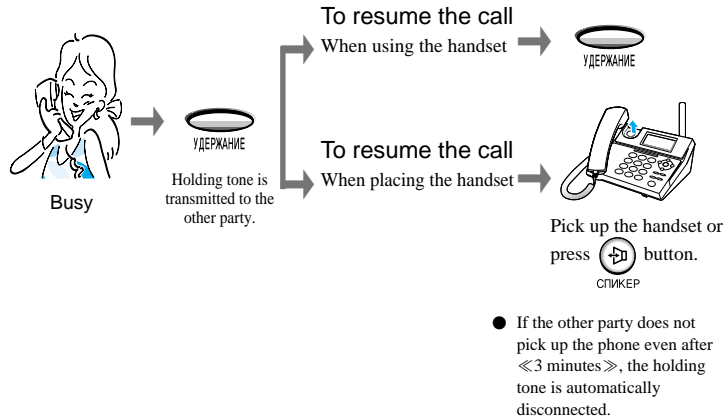 Busy
УДЕРЖАНИЕ
Holding tone is
transmitted to the
other party.
To resume the call
When using the handset
УДЕРЖАНИЕ
To resume the call
When placing the handset
Pick up the handset or
press button.
СПИКЕР
● If the other party does not
pick up the phone even after
≪3 minutes≫, the holding
tone is automatically
disconnected.